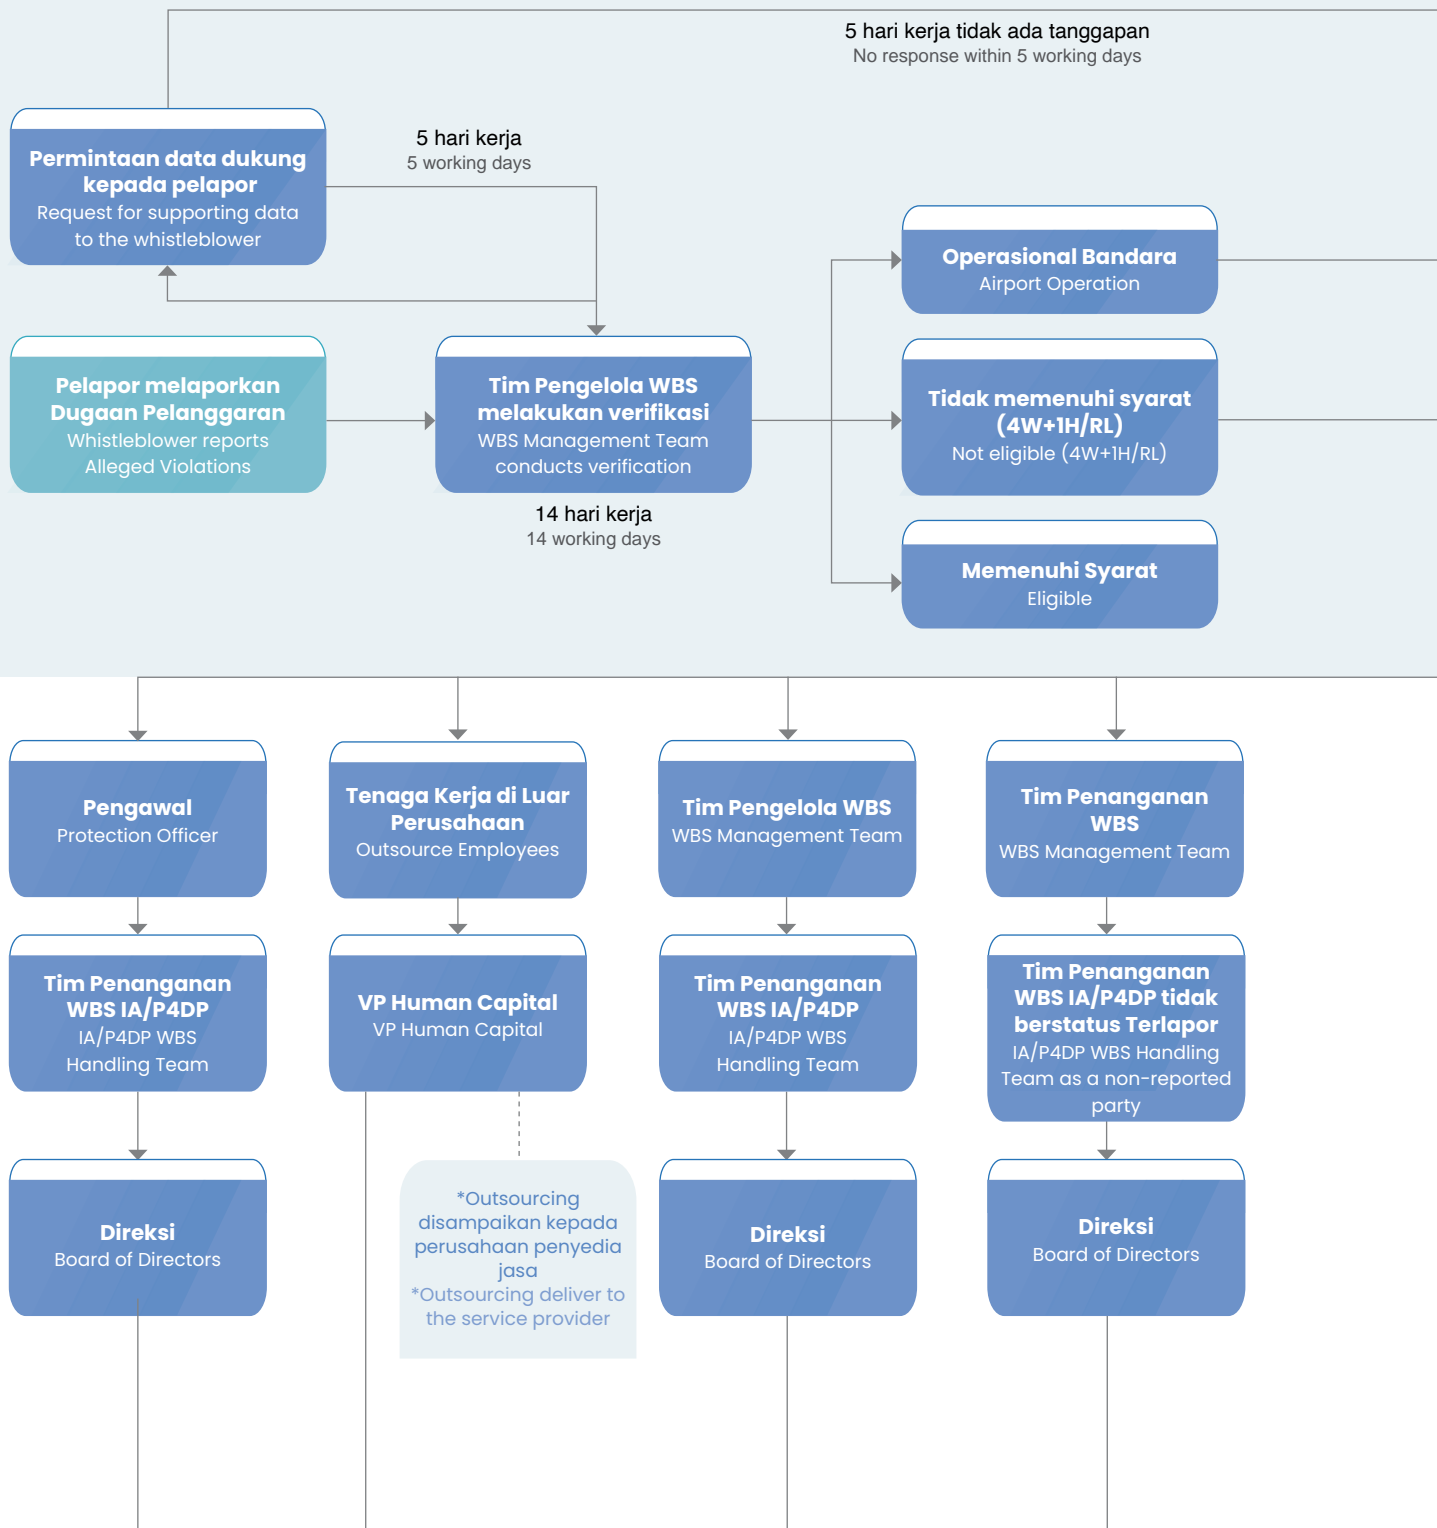 5 hari kerja tidak ada tanggapan
No response within 5 working days
Permintaan data dukung
kepada pelapor
Request for supporting data
to the whistleblower
5 hari kerja
5 working days
Operasional Bandara
Airport Operation
Pelapor melaporkan
Dugaan Pelanggaran
Whistleblower reports
Alleged Violations
Tim Pengelola WBS
melakukan verifikasi
WBS Management Team
conducts verification
14 hari kerja
14 working days
Tidak memenuhi syarat
(4W+1H/RL)
Not eligible (4W+1H/RL)
Memenuhi Syarat
Eligible
Pengawal
Protection Officer
Tenaga Kerja di Luar
Perusahaan
Outsource Employees
Tim Pengelola WBS
WBS Management Team
Tim Penanganan
WBS
WBS Management Team
Tim Penanganan
WBS IA/P4DP
IA/P4DP WBS
Handling Team
VP Human Capital
VP Human Capital
Tim Penanganan
WBS IA/P4DP
IA/P4DP WBS
Handling Team
Tim Penanganan
WBS IA/P4DP tidak
berstatus Terlapor
IA/P4DP WBS Handling
Team as a non-reported
party
Direksi
Board of Directors
*Outsourcing
disampaikan kepada
perusahaan penyedia
jasa
*Outsourcing deliver to
the service provider
Direksi
Board of Directors
Direksi
Board of Directors